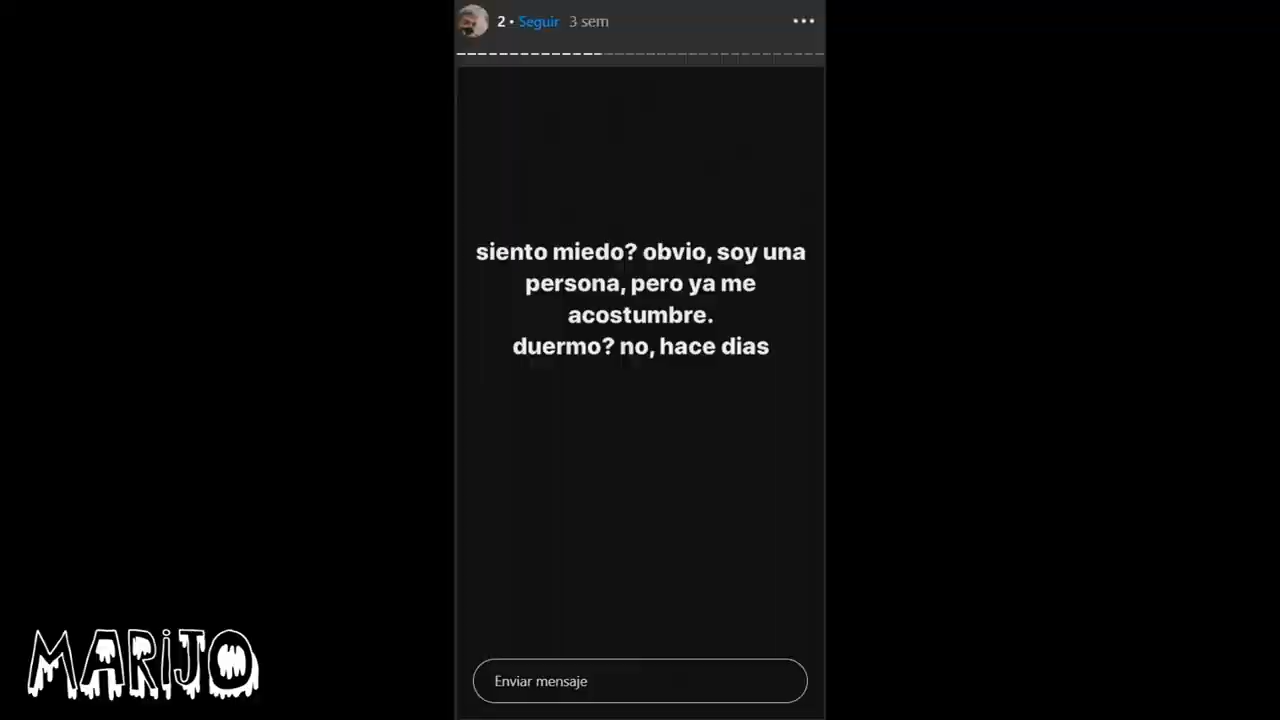 2 • Seguir 3 sem
siento miedo? obvio, soy una
persona, pero ya me
acostumbre.
duermo? no, hace dias
Enviar mensaje
MARiJO